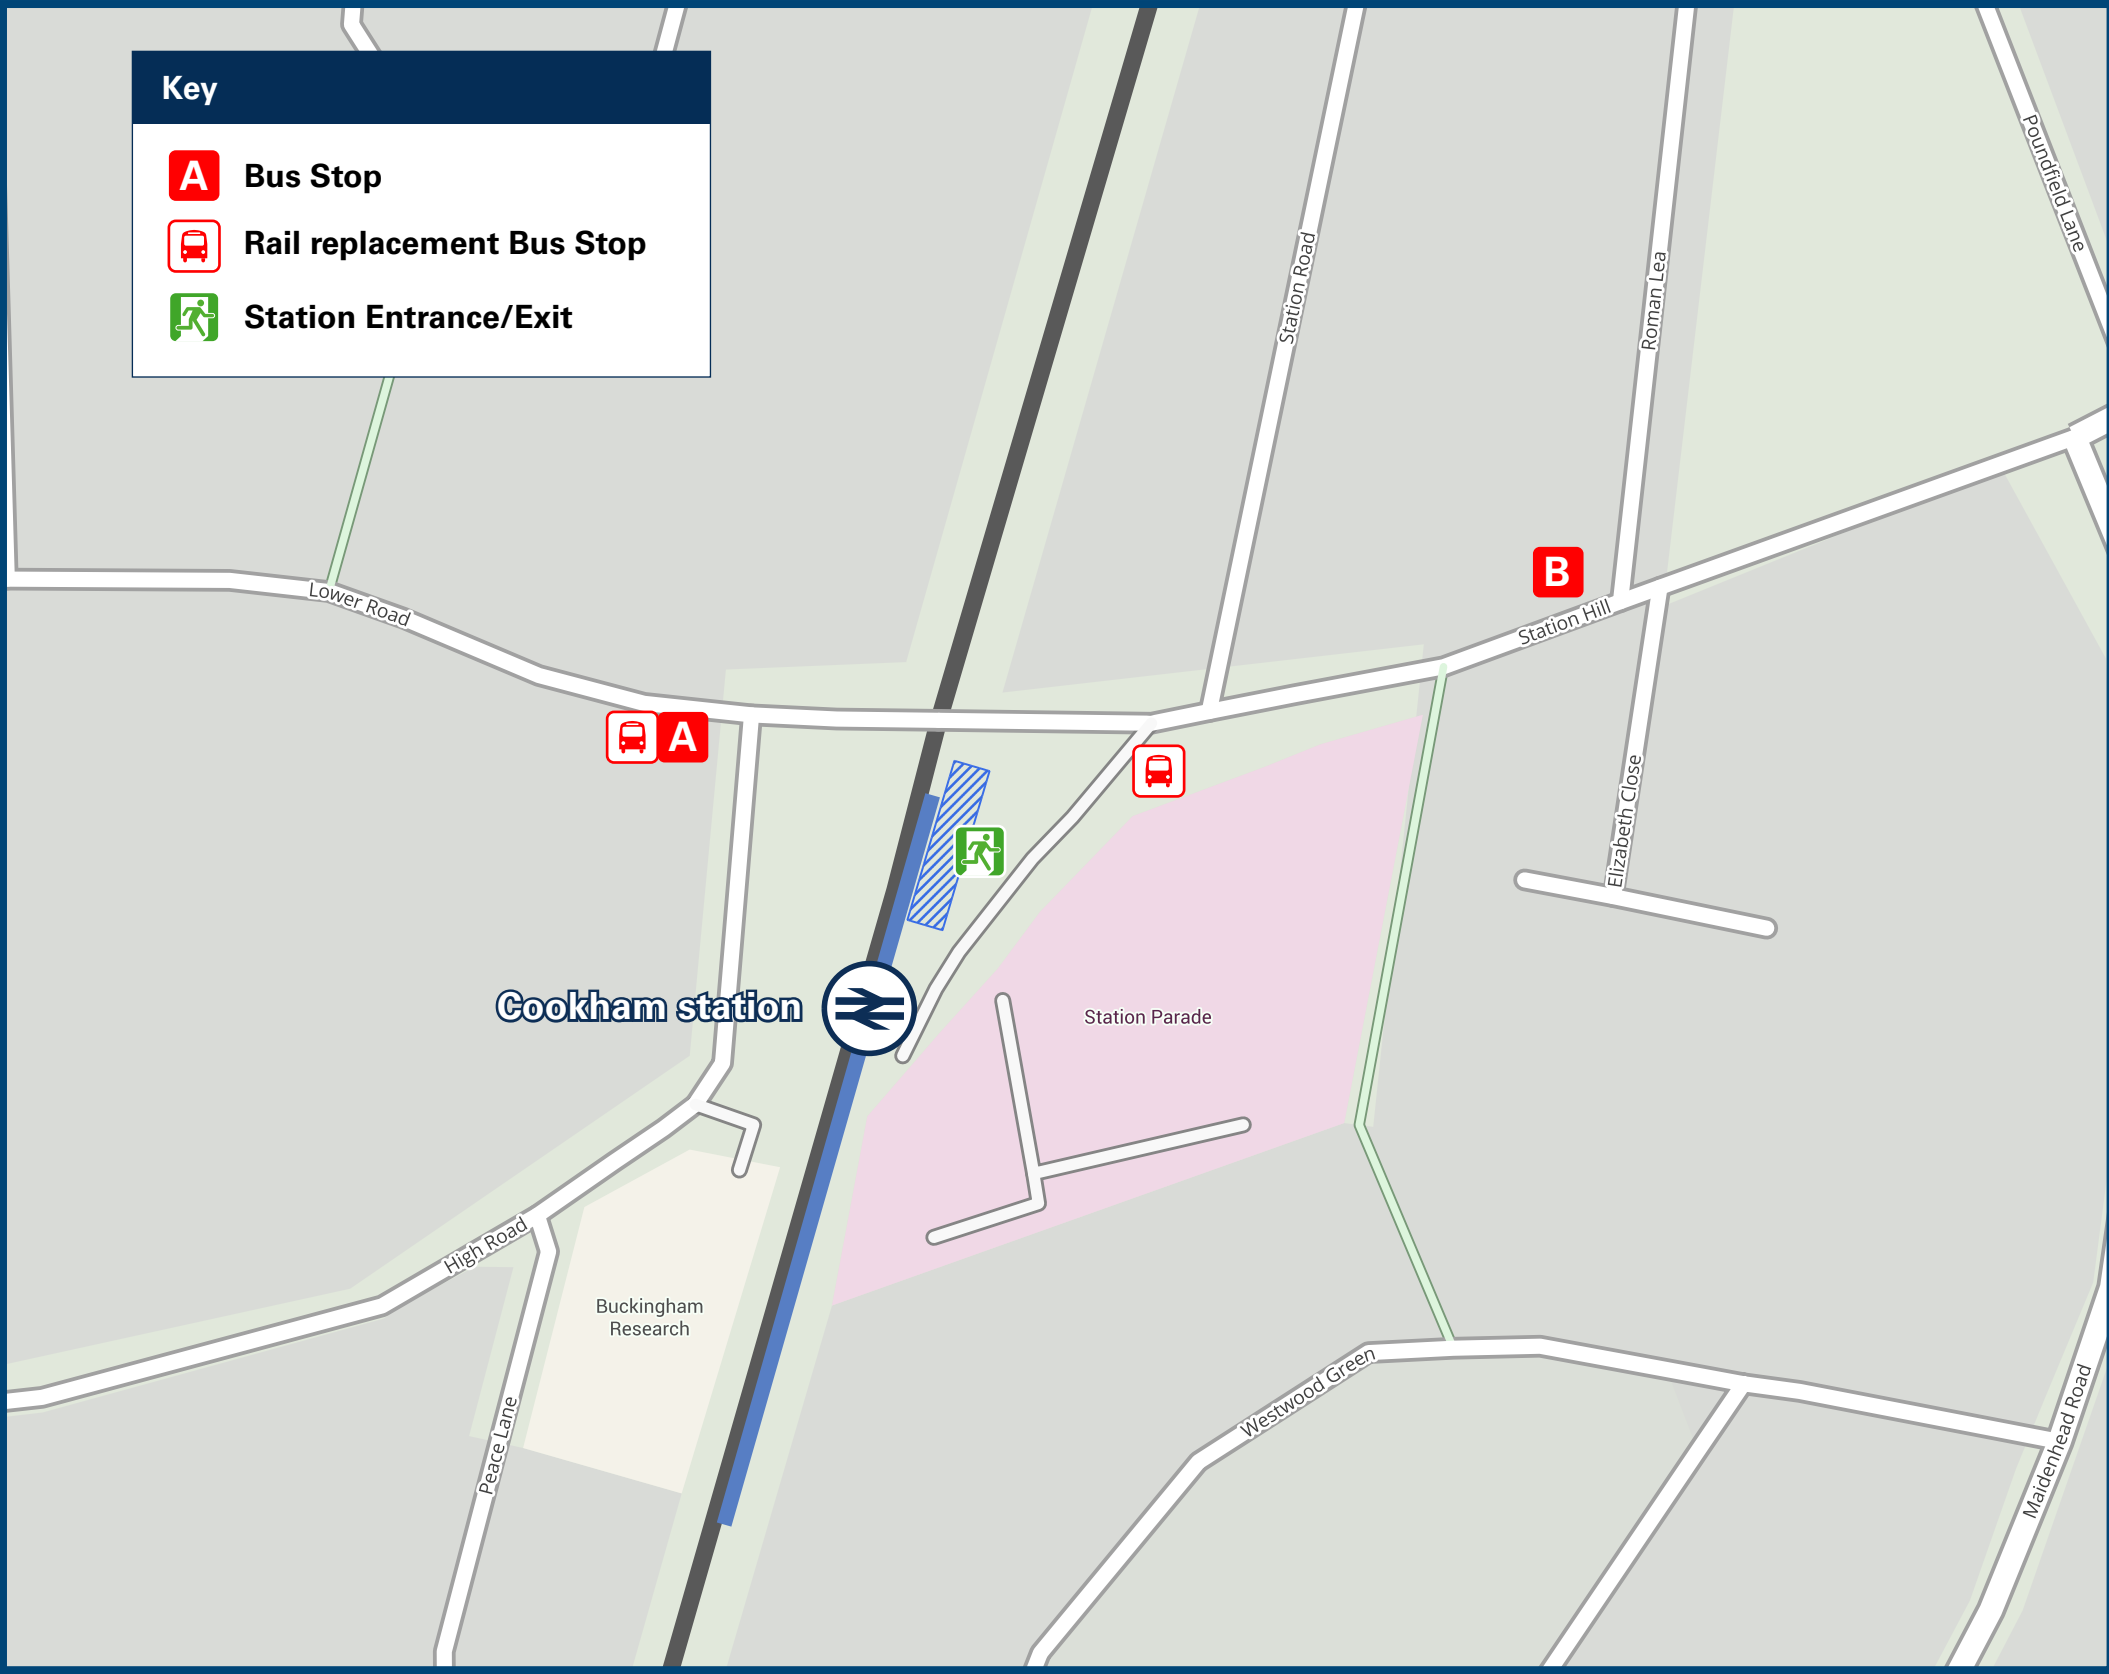 Key
A
Bus Stop
Rail replacement Bus Stop
Station Entrance/Exit
Poundfield Lane
Station Road
Roman Lea
B
Lower Road
Station Hill
A
Elizabeth Close
Cookham station
Station Parade
High Road
Buckingham
Research
Westwood Green
Peace Lane
Maidenhead Road